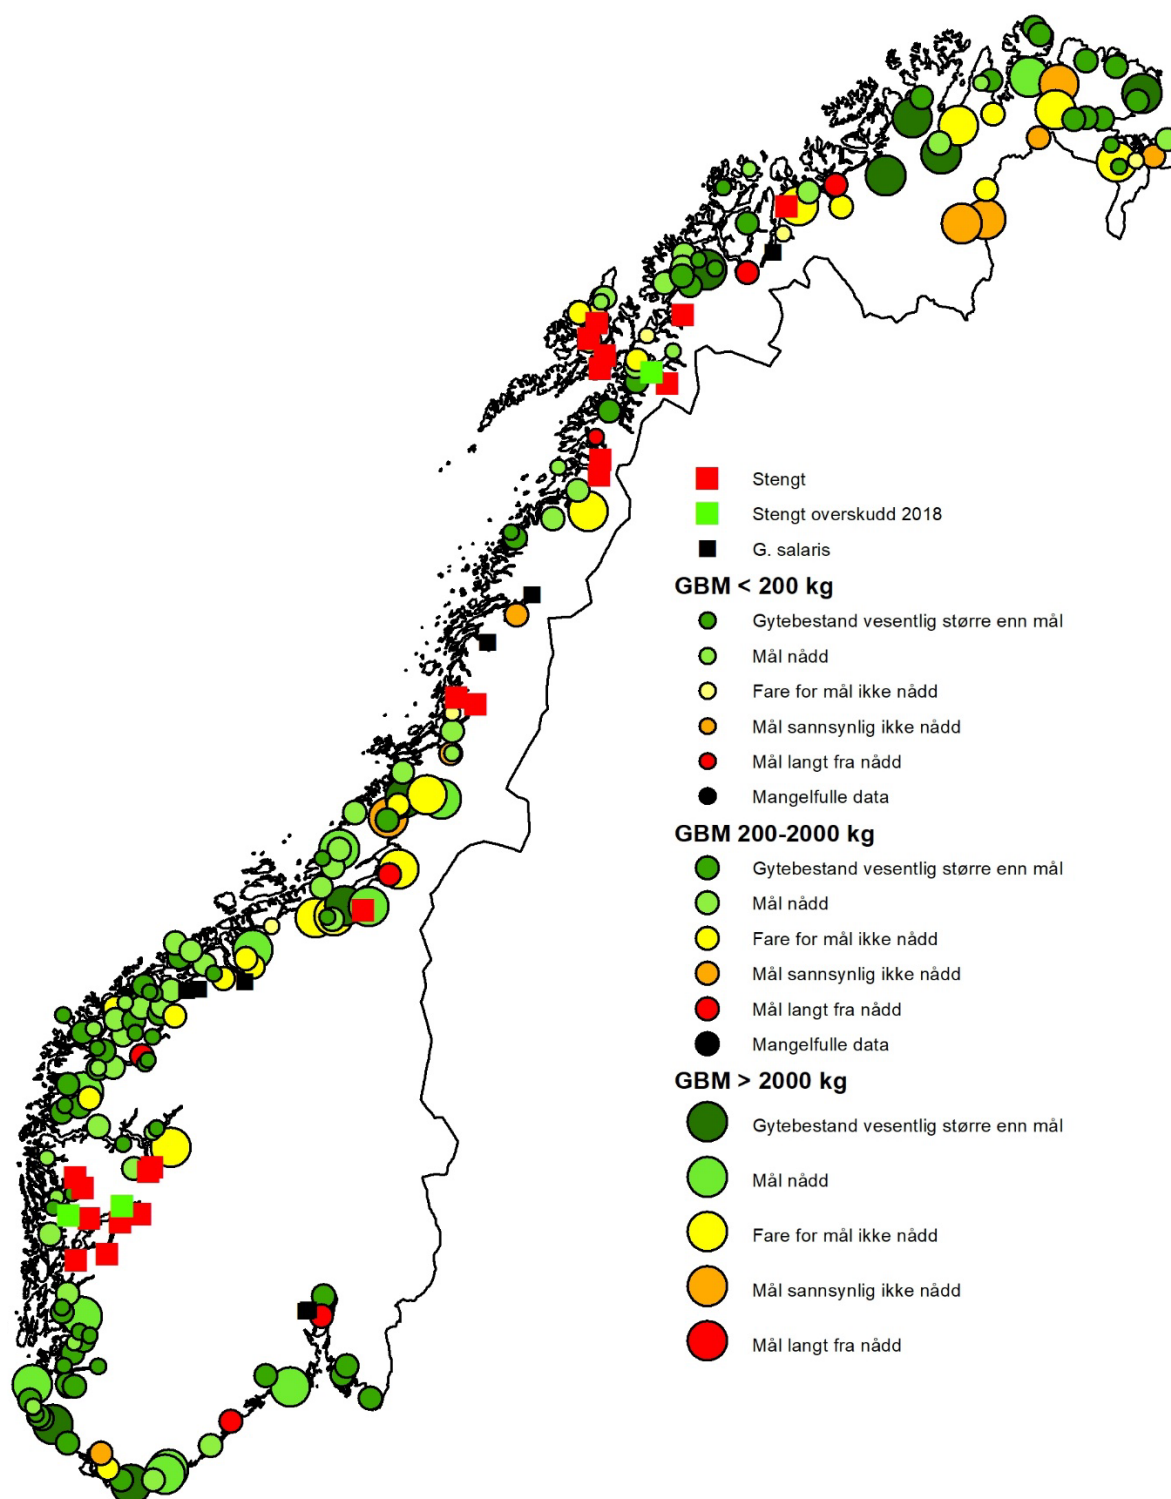 Stengt
Stengt overskudd 2018
G. salaris
GBM < 200 kg
Gytebestand vesentlig større enn mål
Mål nådd
Fare for mål ikke nådd
Mål sannsynlig ikke nådd
Mål langt fra nådd
Mangelfulle data
GBM 200-2000 kg
Gytebestand vesentlig større enn mål
Mål nådd
Fare for mål ikke nådd
Mål sannsynlig ikke nådd
Mål langt fra nådd
Mangelfulle data
GBM > 2000 kg
Gytebestand vesentlig større enn mål
Mål nådd
Fare for mål ikke nådd
Mål sannsynlig ikke nådd
Mål langt fra nådd